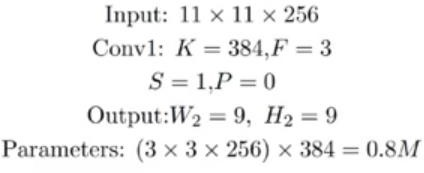 Input: 11 × 11 × 256
Conv1: K = 384,F = 3
S = 1,P = 0
Output:W₂ = 9, H₂ = 9
Parameters: (3 × 3 × 256) × 384 = 0.8M